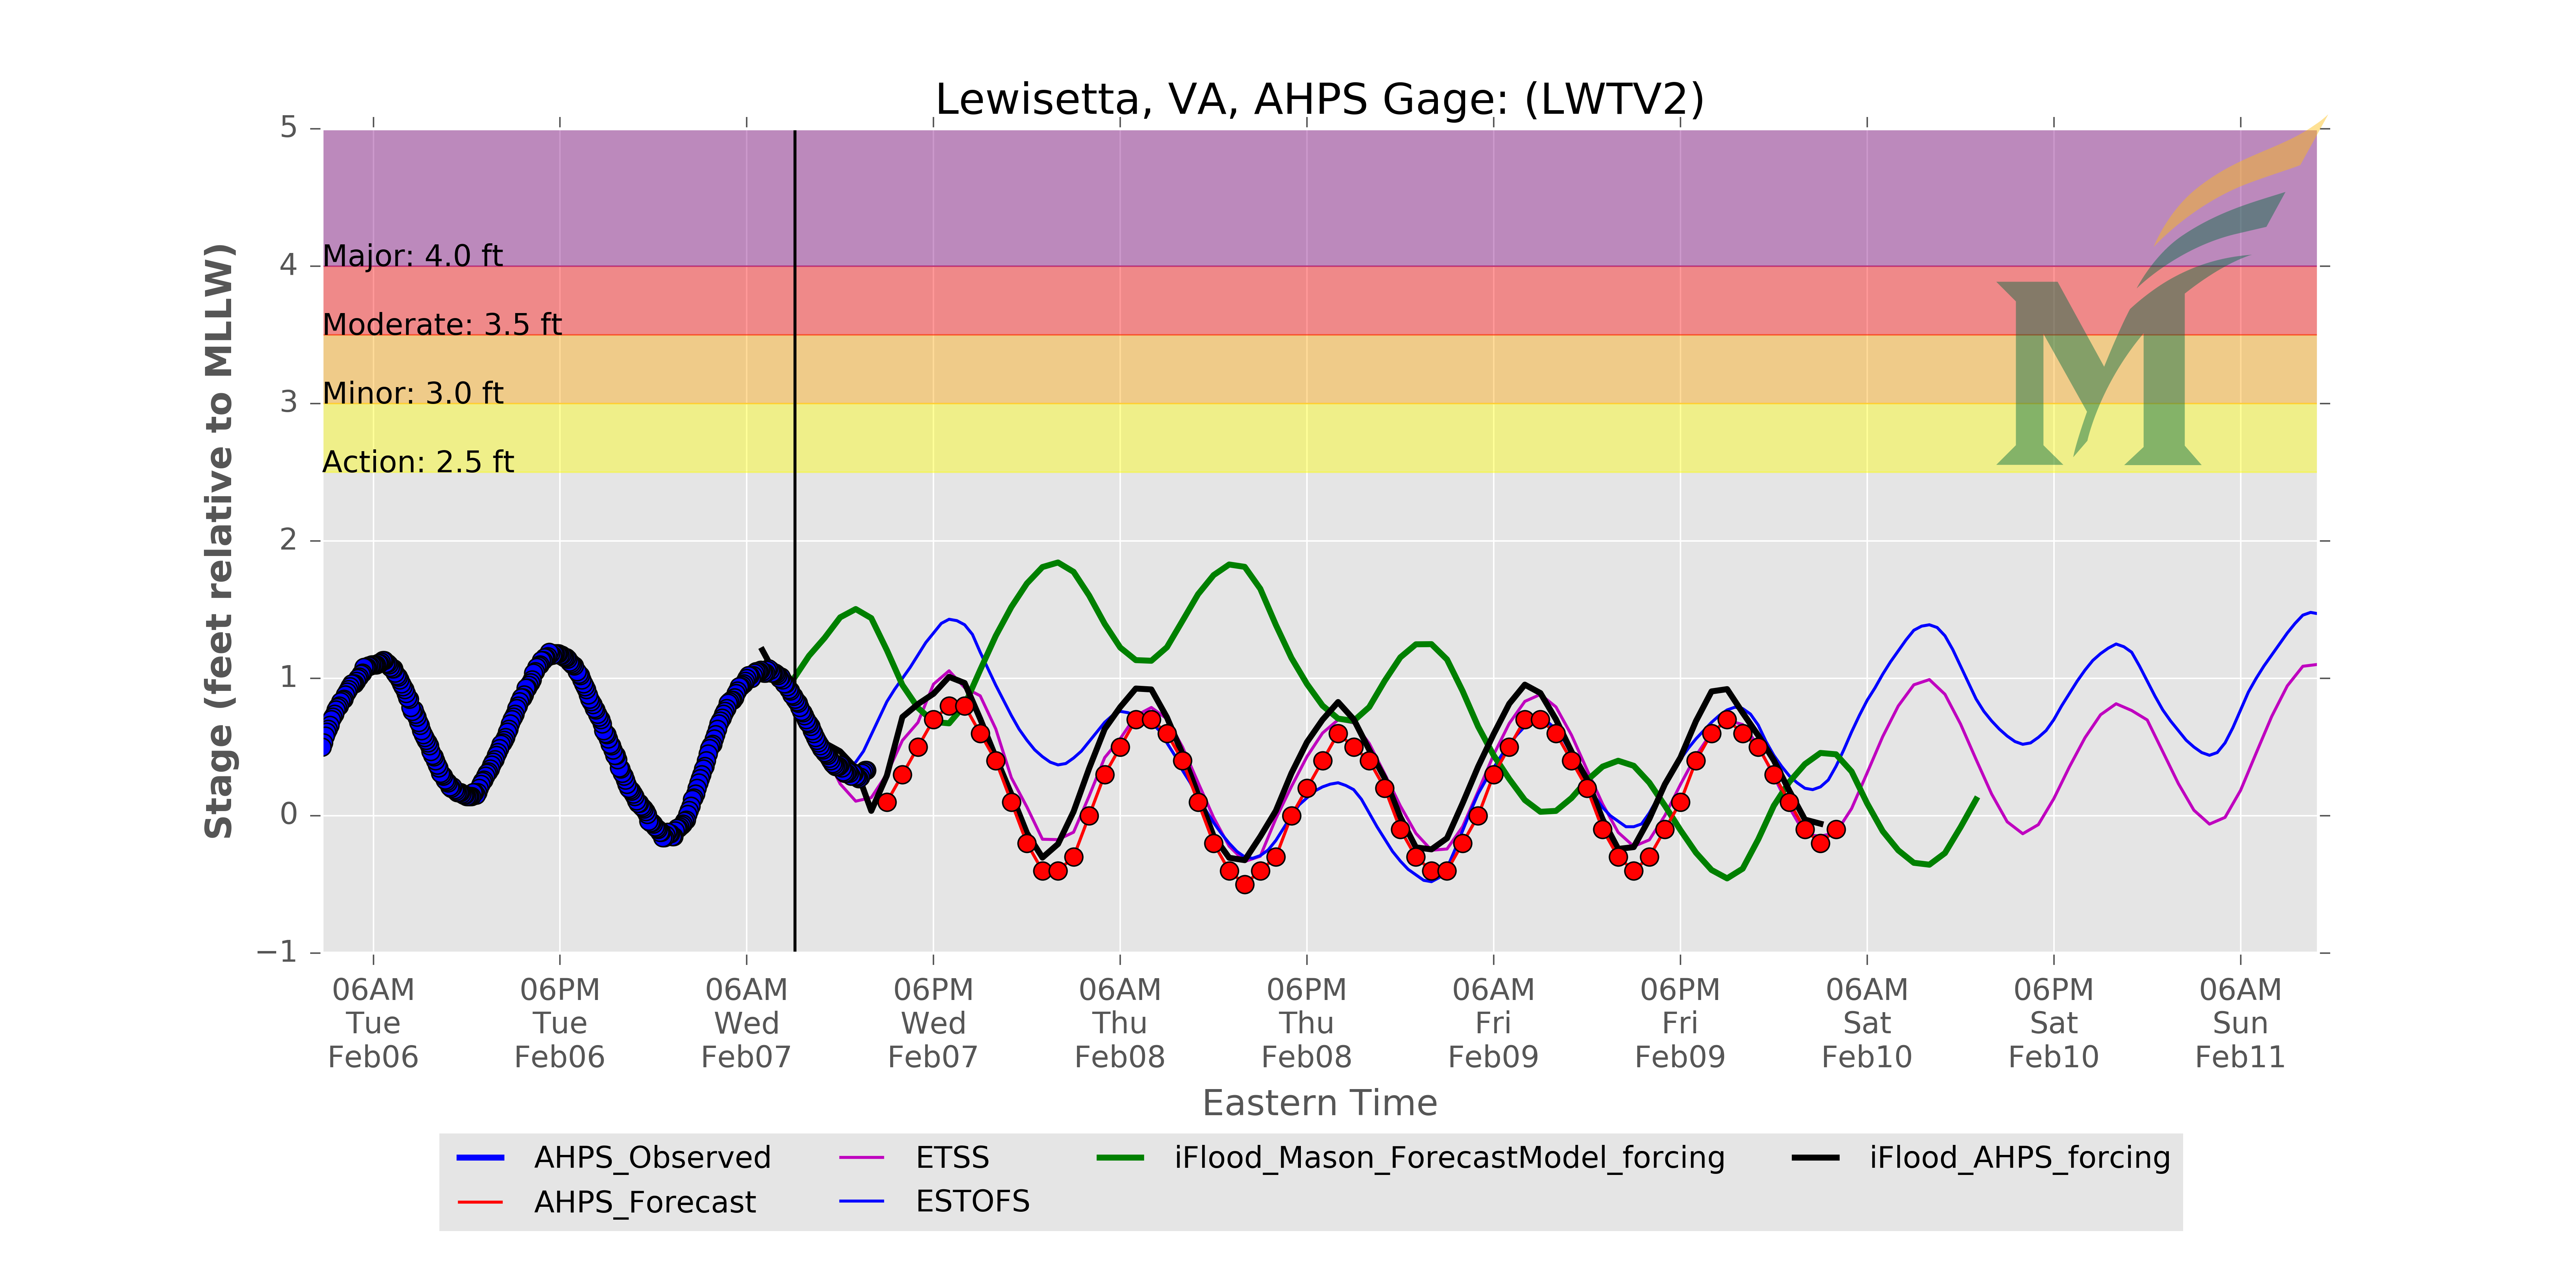 Lewisetta, VA, AHPS Gage: (LWTV2)
Stage (feet relative to MLLW)
5
4
3
2
1
0
−1
Major: 4.0 ft
Moderate: 3.5 ft
Minor: 3.0 ft
Action: 2.5 ft
M
06AM 06PM 06AM 06PM 06AM 06PM 06AM 06PM 06AM 06PM 06AM
Tue Tue Wed Wed Thu Thu Fri Fri Sat Sat Sun
Feb06 Feb06 Feb07 Feb07 Feb08 Feb08 Feb09 Feb09 Feb10 Feb10 Feb11
Eastern Time
AHPS_Observed ETSS iFlood_Mason_ForecastModel_forcing iFlood_AHPS_forcing
AHPS_Forecast ESTOFS